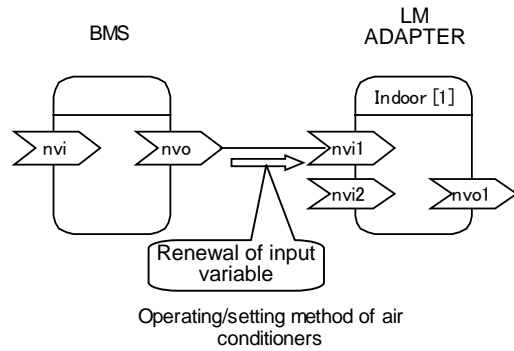 BMS
LM
ADAPTER
Indoor [1]
nvi
nvo
nvi1
nvi2
nvo1
Renewal of input
variable
Operating/setting method of air
conditioners